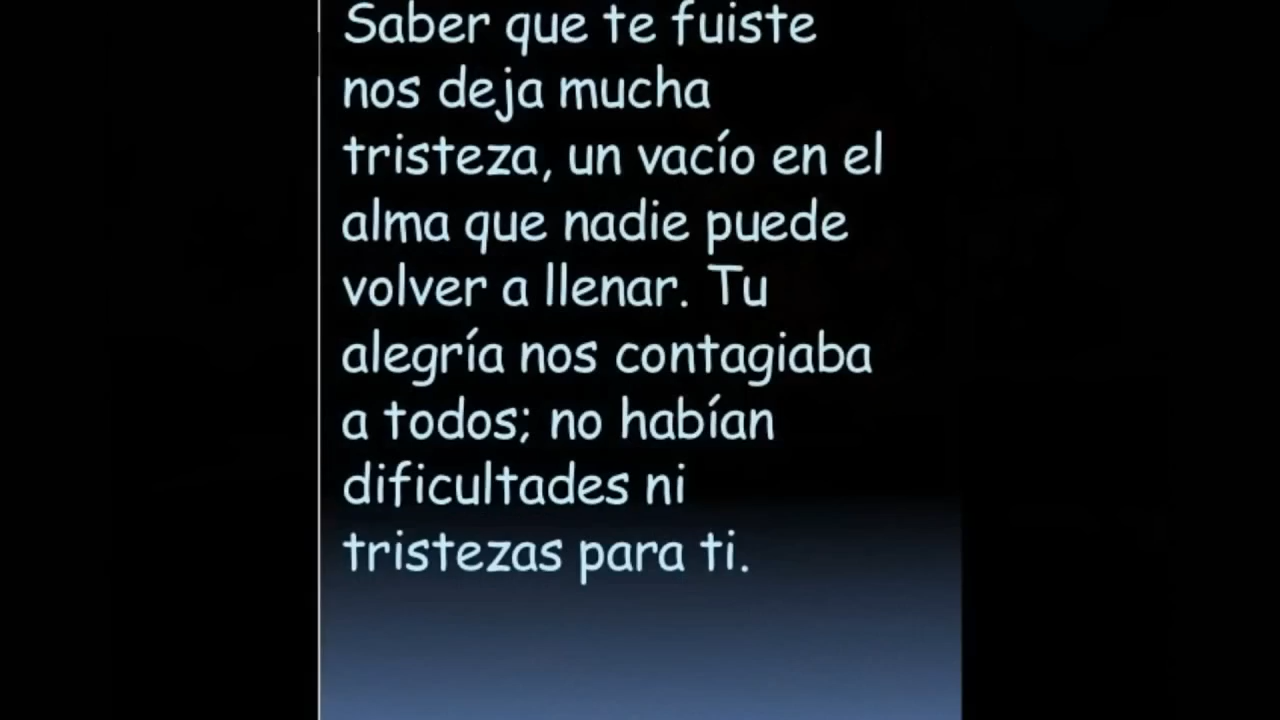 Saber que te fuiste
nos deja mucha
tristeza, un vacío en el
alma que nadie puede
volver a llenar. Tu
alegría nos contagiaba
a todos; no habían
dificultades ni
tristezas para ti.